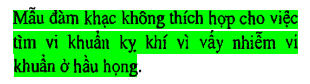 Mẫu đàm khạc không thích hợp cho việc
tìm vi khuẩn kỵ khí vì vấy nhiễm vi
khuẩn ở hầu họng.